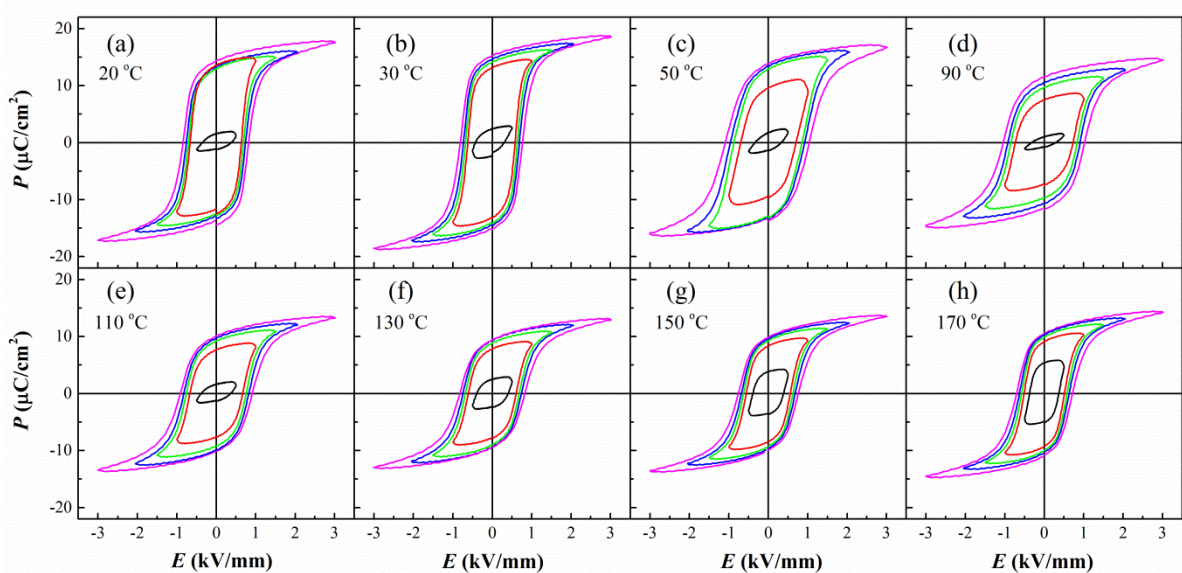 (a) (b) (c) (d)
20 °C 30 °C 50 °C 90 °C
20
10
0
-10
-20
P (μC/cm²)
(e) (f) (g) (h)
110 °C 130 °C 150 °C 170 °C
20
10
0
-10
-20
P (μC/cm²)
-3 -2 -1 0 1 2 3 -3 -2 -1 0 1 2 3 -3 -2 -1 0 1 2 3 -3 -2 -1 0 1 2 3
E (kV/mm) E (kV/mm) E (kV/mm) E (kV/mm)